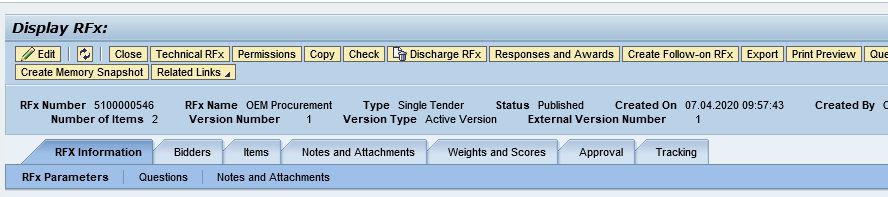 Display RFx:
Edit Close Technical RFx Permissions Copy Check Discharge RFx Responses and Awards Create Follow-on RFx Export Print Preview
Create Memory Snapshot Related Links
RFx Number 5100000546 RFx Name OEM Procurement Type Single Tender Status Published Created On 07.04.2020 09:57:43 Created By
Number of Items 2 Version Number 1 Version Type Active Version External Version Number 1
RFX Information Bidders Items Notes and Attachments Weights and Scores Approval Tracking
RFx Parameters Questions Notes and Attachments